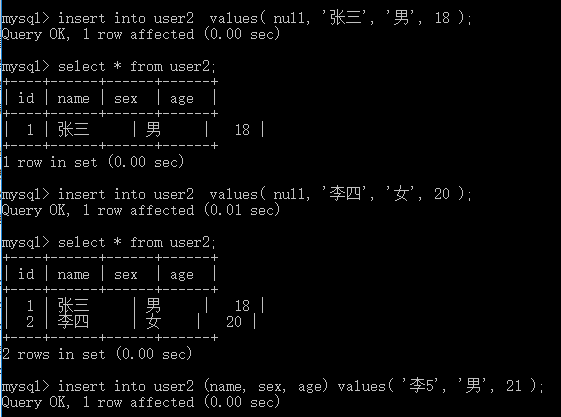 mysql> insert into user2  values( null, '张三', '男', 18 );
Query OK, 1 row affected (0.00 sec)
mysql> select * from user2;
+----+------+------+------+
| id | name | sex  | age  |
+----+------+------+------+
|  1 | 张三     | 男     |   18 |
+----+------+------+------+
1 row in set (0.00 sec)
mysql> insert into user2  values( null, '李四', '女', 20 );
Query OK, 1 row affected (0.01 sec)
mysql> select * from user2;
+----+------+------+------+
| id | name | sex  | age  |
+----+------+------+------+
|  1 | 张三     | 男     |   18 |
|  2 | 李四     | 女    |   20 |
+----+------+------+------+
2 rows in set (0.00 sec)
mysql> insert into user2 (name, sex, age) values( '李5', '男', 21 );
Query OK, 1 row affected (0.00 sec)